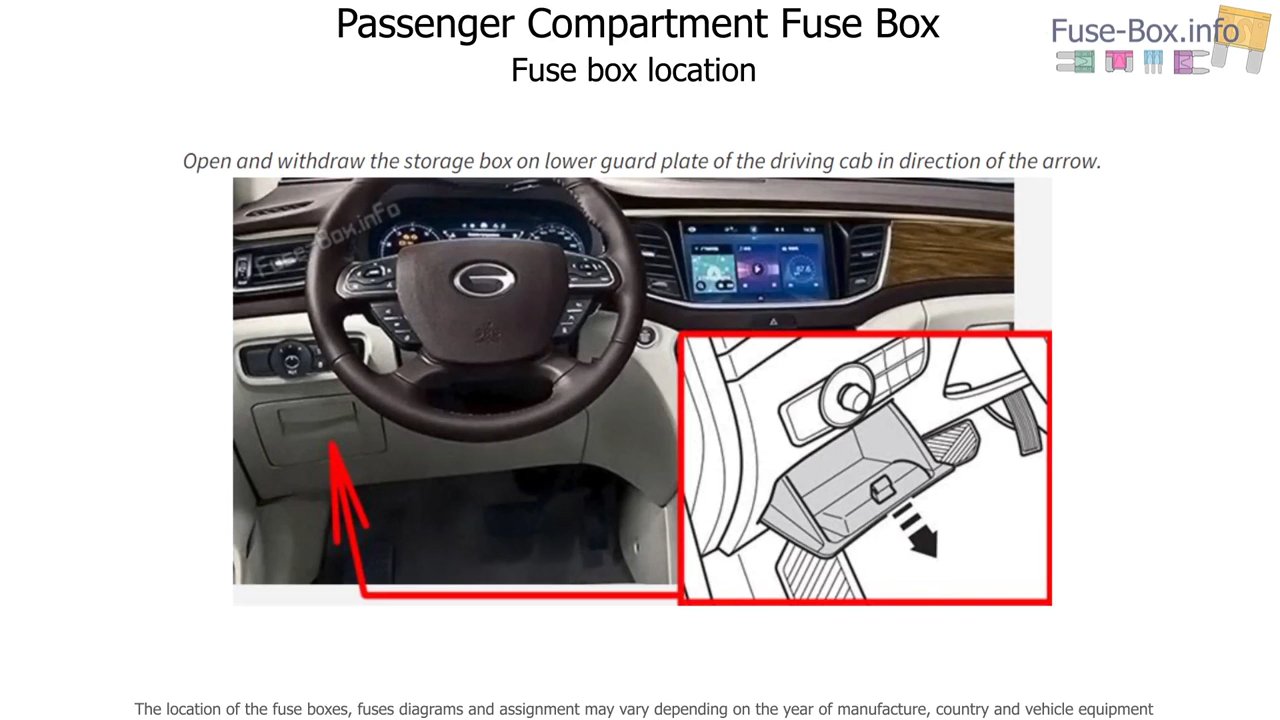 Passenger Compartment Fuse Box
Fuse box location
Fuse-Box.info
Open and withdraw the storage box on lower guard plate of the driving cab in direction of the arrow.
The location of the fuse boxes, fuses diagrams and assignment may vary depending on the year of manufacture, country and vehicle equipment